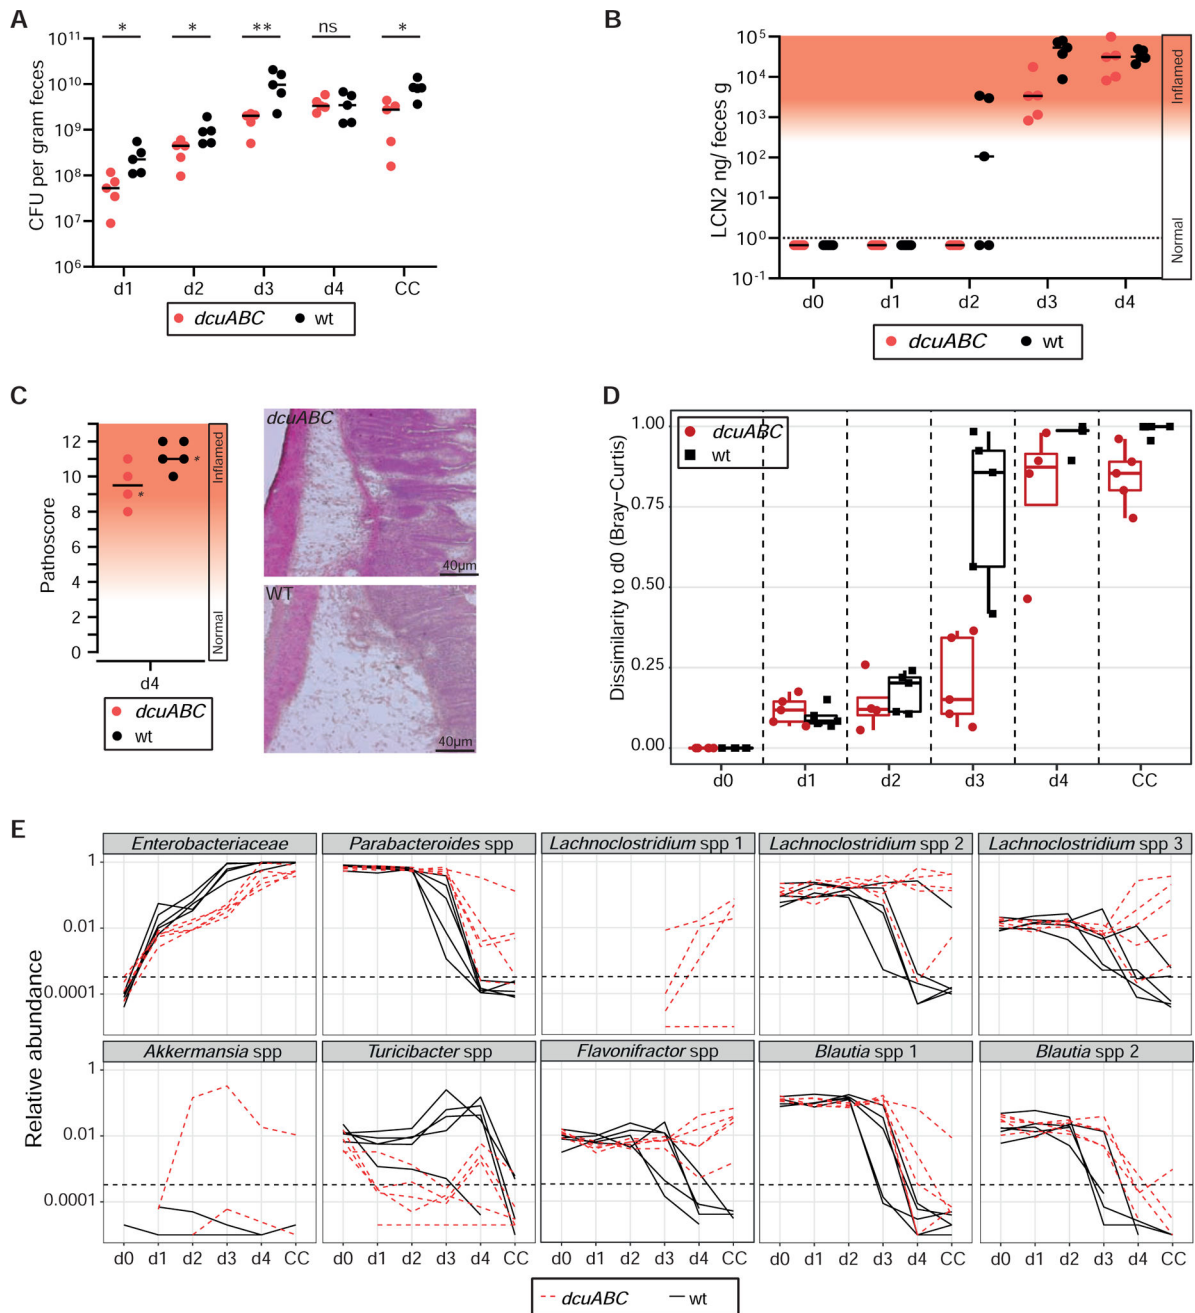 A
* * ** ns *
CFU per gram feces
10¹¹
10¹⁰
10⁹
10⁸
10⁷
10⁶
d1 d2 d3 d4 CC
dcuABC wt
B
LCN2 ng/ feces g
10⁵
10⁴
10³
10²
10¹
10⁰
10⁻¹
Inflamed
Normal
d0 d1 d2 d3 d4
dcuABC wt
C
Pathoscore
12
10
8
6
4
2
0
Inflamed
Normal
*
*
d4
dcuABC
wt
dcuABC
40µm
WT
40µm
D
Dissimilarity to d0 (Bray−Curtis)
1.00
0.75
0.50
0.25
0.00
dcuABC
wt
d0 d1 d2 d3 d4 CC
E
Relative abundance
Enterobacteriaceae Parabacteroides spp Lachnoclostridium spp 1 Lachnoclostridium spp 2 Lachnoclostridium spp 3
1
0.01
0.0001
Akkermansia spp Turicibacter spp Flavonifractor spp Blautia spp 1 Blautia spp 2
1
0.01
0.0001
d0 d1 d2 d3 d4 CC d0 d1 d2 d3 d4 CC d0 d1 d2 d3 d4 CC d0 d1 d2 d3 d4 CC d0 d1 d2 d3 d4 CC
dcuABC wt